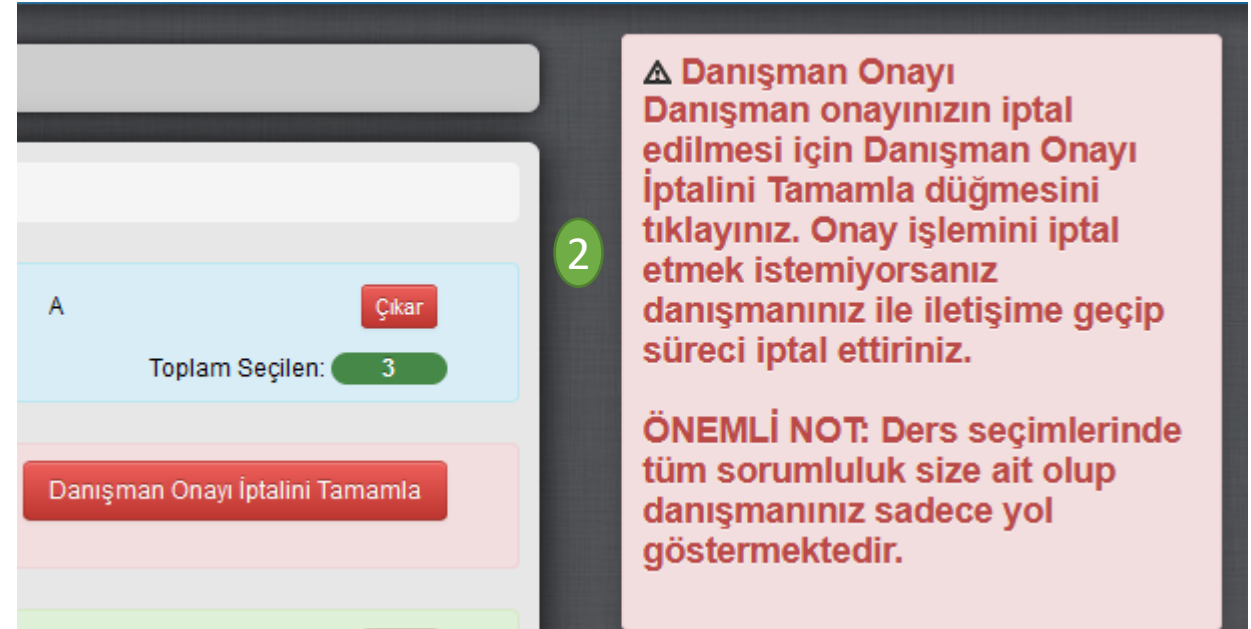 A
Çıkar
Toplam Seçilen: 3
Danışman Onayı İptalini Tamamla
2
⚠ Danışman Onayı
Danışman onayınızın iptal
edilmesi için Danışman Onayı
İptalini Tamamla düğmesini
tıklayınız. Onay işlemini iptal
etmek istemiyorsanız
danışmanınız ile iletişime geçip
süreci iptal ettiriniz.
ÖNEMLİ NOT: Ders seçimlerinde
tüm sorumluluk size ait olup
danışmanınız sadece yol
göstermektedir.